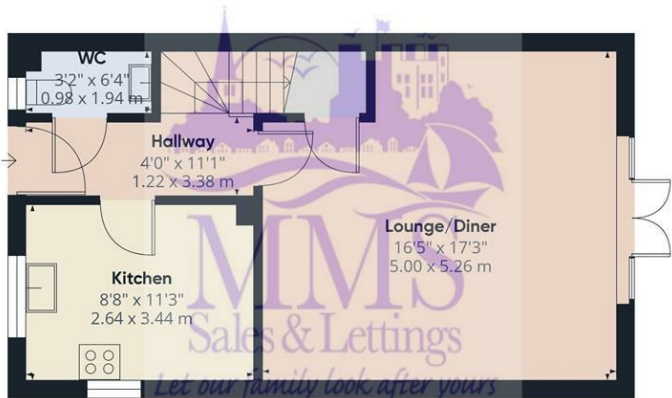 WC
3'2" x 6'4"
0.98 x 1.94 m
Hallway
4'0" x 11'1"
1.22 x 3.38 m
Lounge/Diner
16'5" x 17'3"
5.00 x 5.26 m
Kitchen
8'8" x 11'3"
2.64 x 3.44 m
MMS
Sales & Lettings
Let our family look after yours